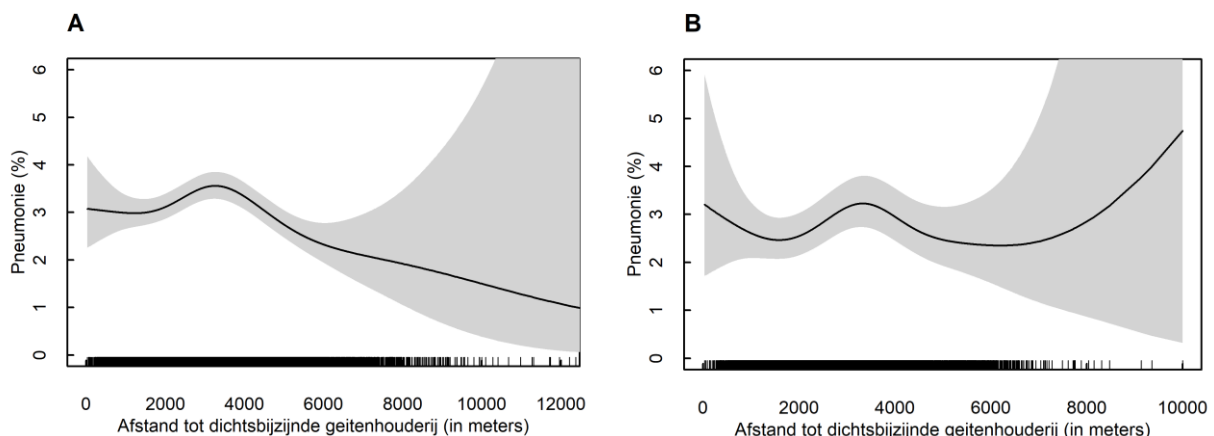 A
6
5
4
3
2
1
0
Pneumonie (%)
0 2000 4000 6000 8000 10000 12000
Afstand tot dichtsbijzijnde geitenhouderij (in meters)
B
6
5
4
3
2
1
0
Pneumonie (%)
0 2000 4000 6000 8000 10000
Afstand tot dichtsbijzijnde geitenhouderij (in meters)